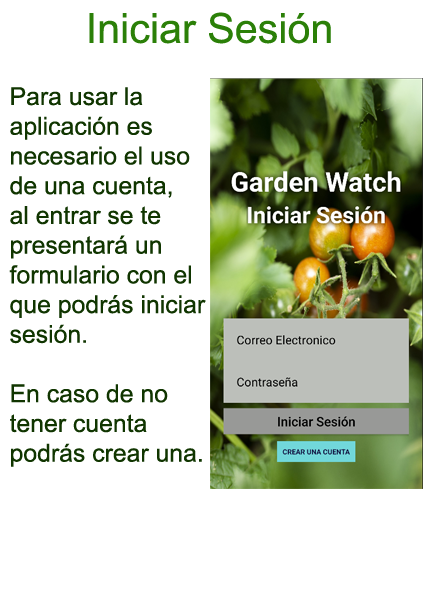 Iniciar Sesión
Para usar la
aplicación es
necesario el uso
de una cuenta,
al entrar se te
presentará un
formulario con el
que podrás iniciar
sesión.
En caso de no
tener cuenta
podrás crear una.
Garden Watch
Iniciar Sesión
Correo Electronico
Contraseña
Iniciar Sesión
CREAR UNA CUENTA